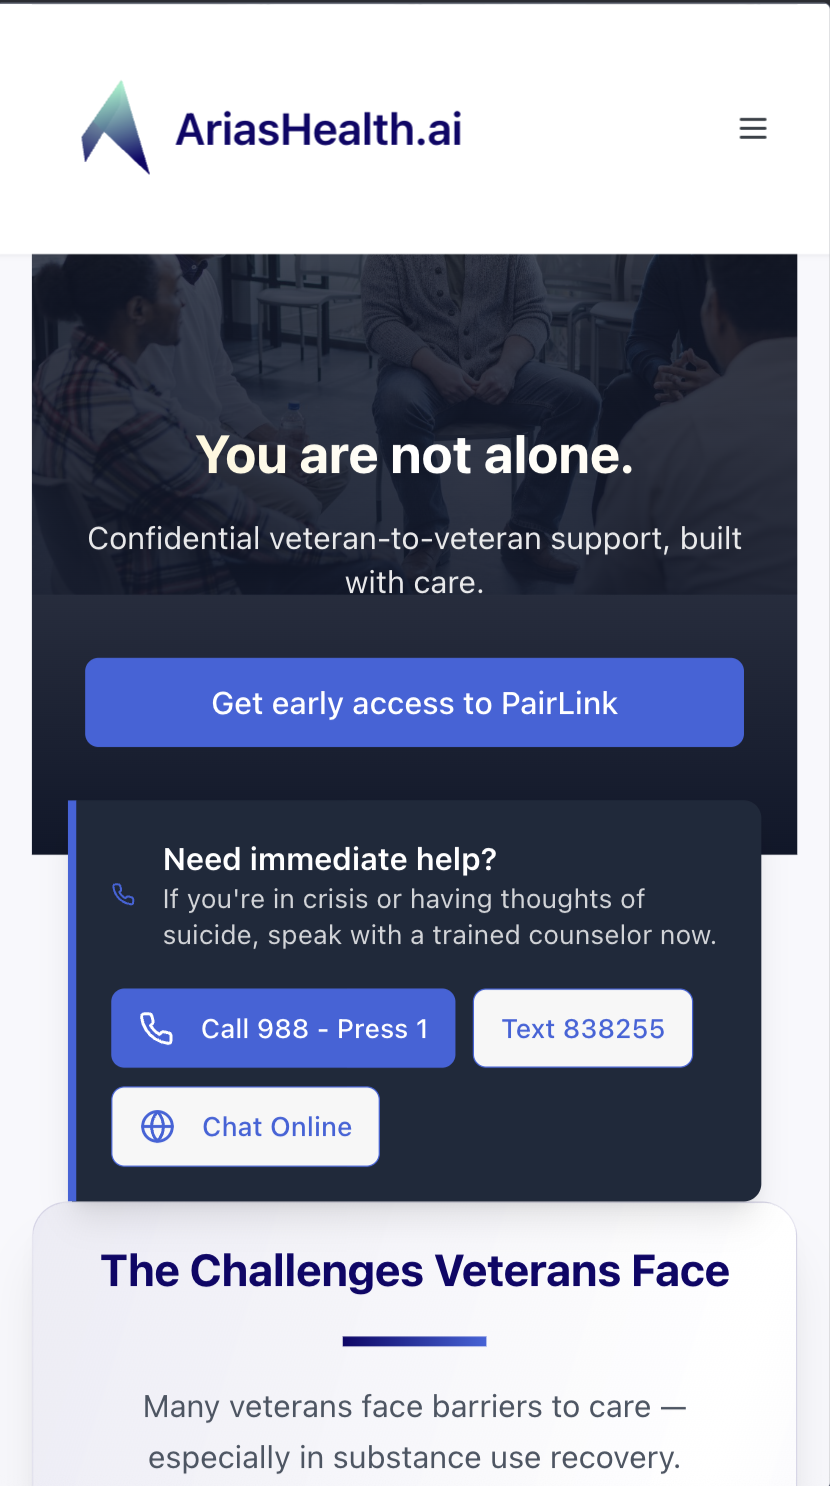 AriasHealth.ai
You are not alone.
Confidential veteran-to-veteran support, built
with care.
Get early access to PairLink
Need immediate help?
If you're in crisis or having thoughts of
suicide, speak with a trained counselor now.
Call 988 - Press 1
Text 838255
Chat Online
The Challenges Veterans Face
Many veterans face barriers to care —
especially in substance use recovery.